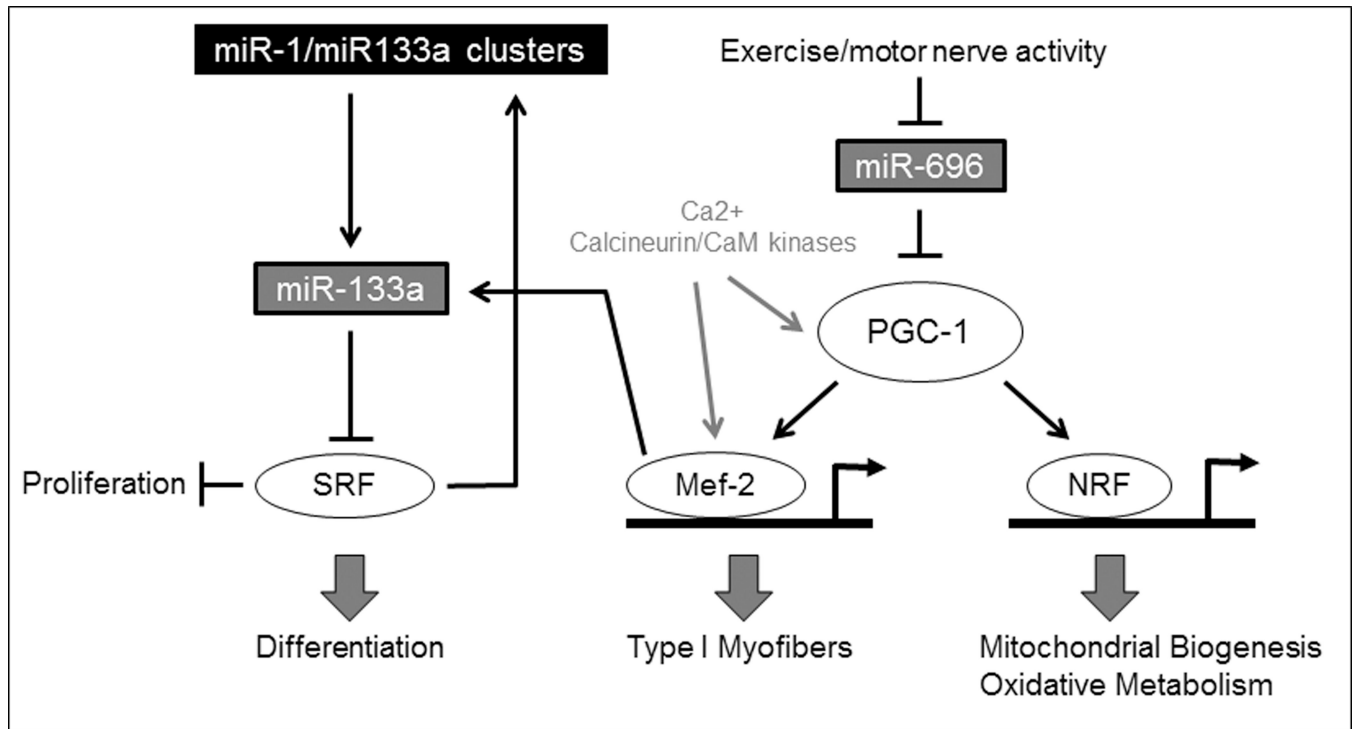 miR-1/miR133a clusters
Exercise/motor nerve activity
miR-696
Ca2+
Calcineurin/CaM kinases
miR-133a
PGC-1
Proliferation
SRF
Mef-2
NRF
Differentiation
Type I Myofibers
Mitochondrial Biogenesis
Oxidative Metabolism